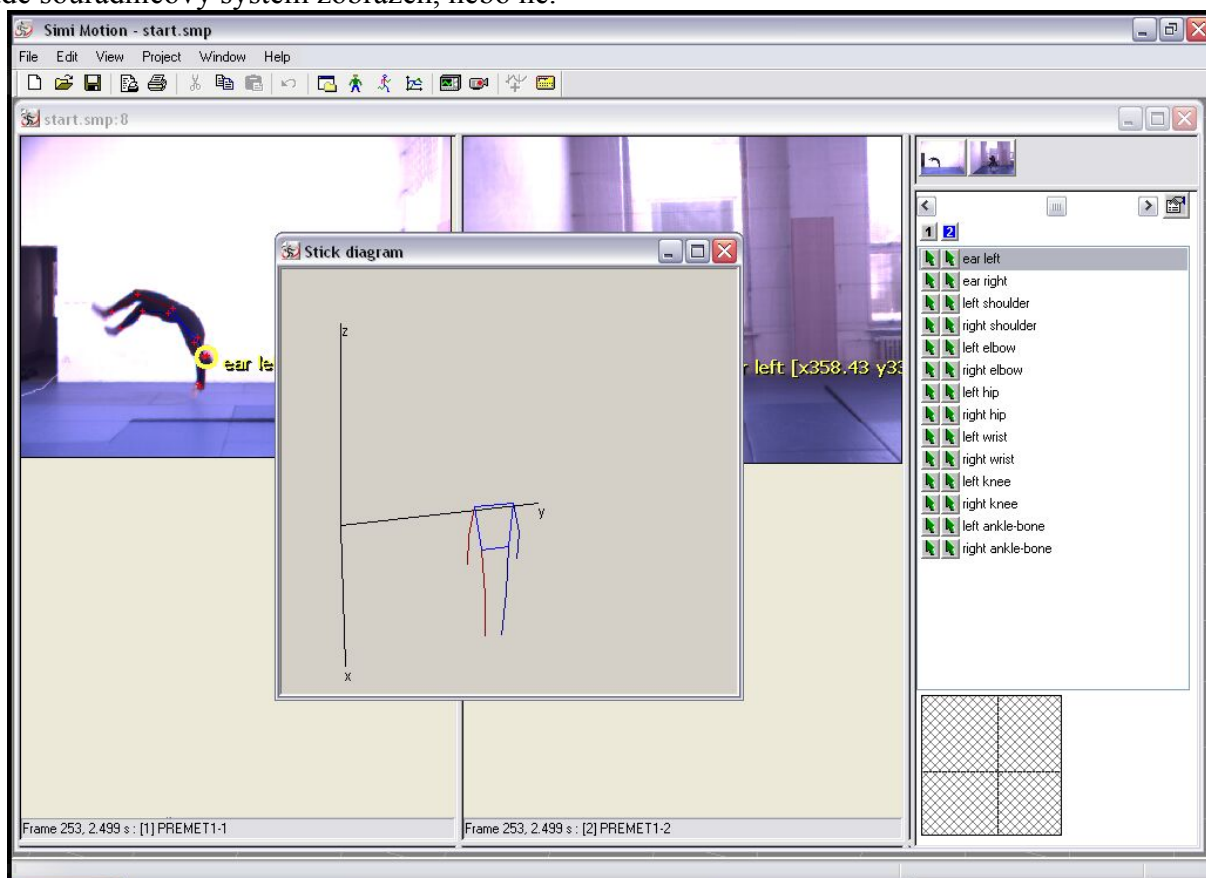 Simi Motion - start.smp
File Edit View Project Window Help
start.smp:8
Stick diagram
ear le
left [x358.43 y33
z
y
x
1 2
ear left
ear right
left shoulder
right shoulder
left elbow
right elbow
left hip
right hip
left wrist
right wrist
left knee
right knee
left ankle-bone
right ankle-bone
Frame 253, 2.499 s : [1] PREMET1-1
Frame 253, 2.499 s : [2] PREMET1-2